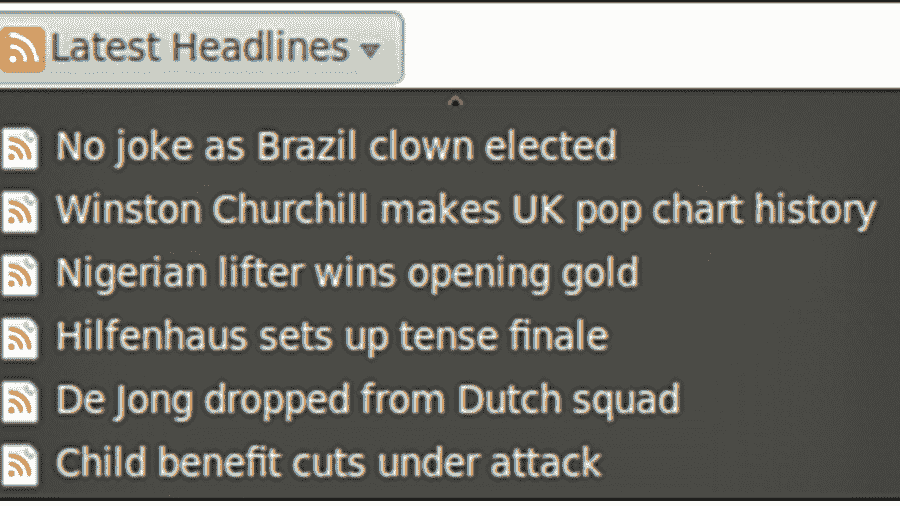 Latest Headlines
No joke as Brazil clown elected
Winston Churchill makes UK pop chart history
Nigerian lifter wins opening gold
Hilfenhaus sets up tense finale
De Jong dropped from Dutch squad
Child benefit cuts under attack